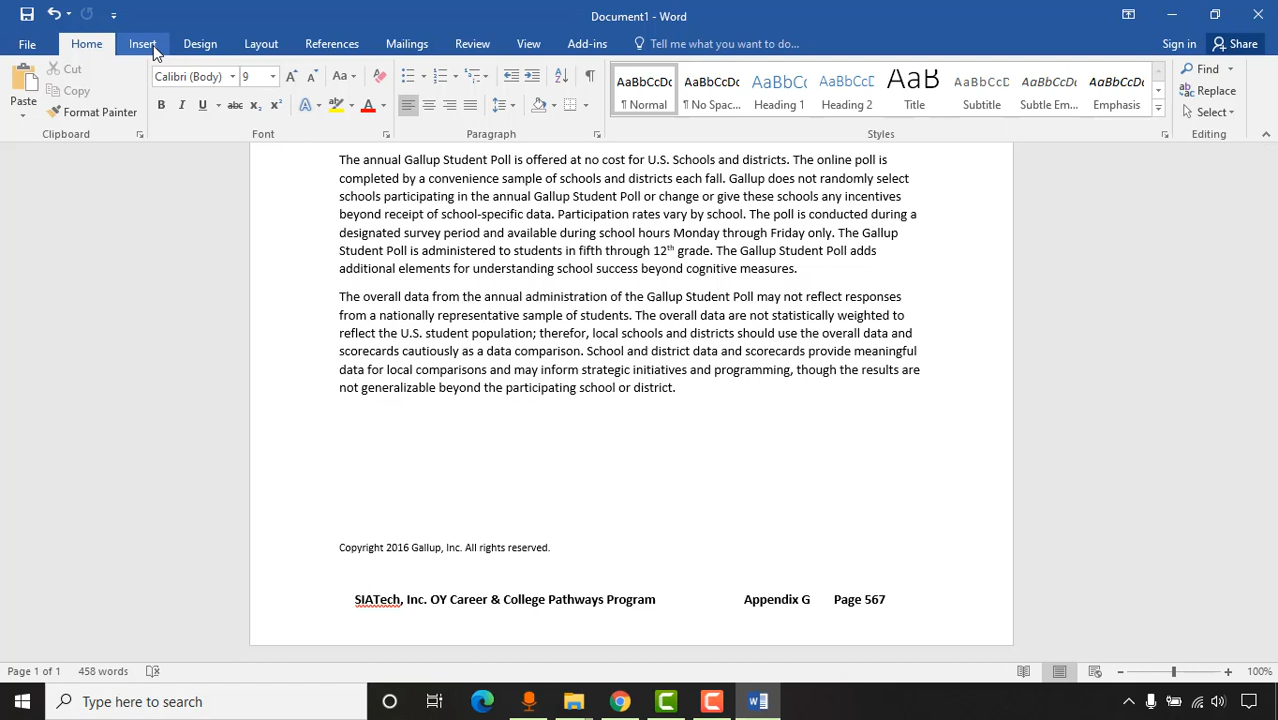 Document1 - Word
File Home Insert Design Layout References Mailings Review View Add-ins Tell me what you want to do... Sign in Share
Paste Cut Copy Format Painter
Calibri (Body) 9
AaBbCcDc AaBbCcDc AaBbCc AaBbCcD AaB AaBbCcD AaBbCcDc AaBbCcDc
¶ Normal ¶ No Spac... Heading 1 Heading 2 Title Subtitle Subtle Em... Emphasis
Find Replace Select
Clipboard Font Paragraph Styles Editing
The annual Gallup Student Poll is offered at no cost for U.S. Schools and districts. The online poll is
completed by a convenience sample of schools and districts each fall. Gallup does not randomly select
schools participating in the annual Gallup Student Poll or change or give these schools any incentives
beyond receipt of school-specific data. Participation rates vary by school. The poll is conducted during a
designated survey period and available during school hours Monday through Friday only. The Gallup
Student Poll is administered to students in fifth through 12th grade. The Gallup Student Poll adds
additional elements for understanding school success beyond cognitive measures.
The overall data from the annual administration of the Gallup Student Poll may not reflect responses
from a nationally representative sample of students. The overall data are not statistically weighted to
reflect the U.S. student population; therefor, local schools and districts should use the overall data and
scorecards cautiously as a data comparison. School and district data and scorecards provide meaningful
data for local comparisons and may inform strategic initiatives and programming, though the results are
not generalizable beyond the participating school or district.
Copyright 2016 Gallup, Inc. All rights reserved.
SIATech, Inc. OY Career & College Pathways Program Appendix G Page 567
Page 1 of 1 458 words 100%
Type here to search